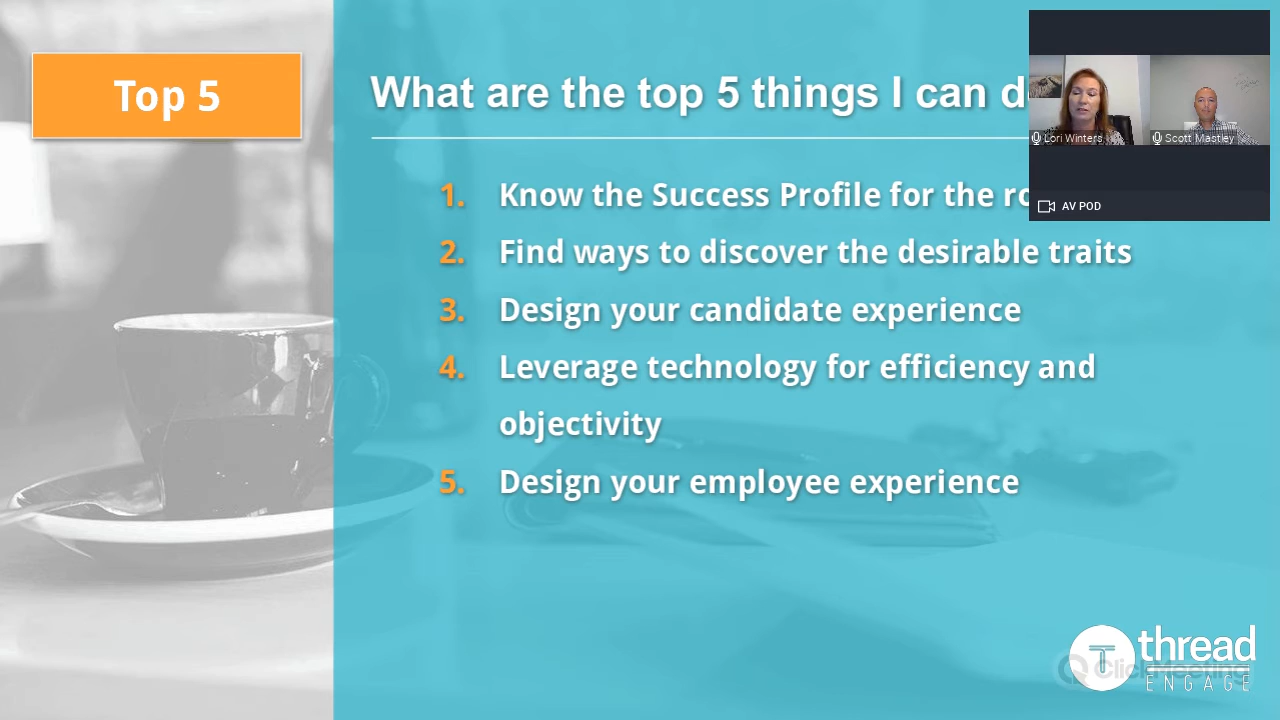 Top 5
What are the top 5 things I can d
Lori Winters
Scott Mastley
AV POD
1. Know the Success Profile for the ro
2. Find ways to discover the desirable traits
3. Design your candidate experience
4. Leverage technology for efficiency and
objectivity
5. Design your employee experience
T thread
ClickMeeting
ENGAGE